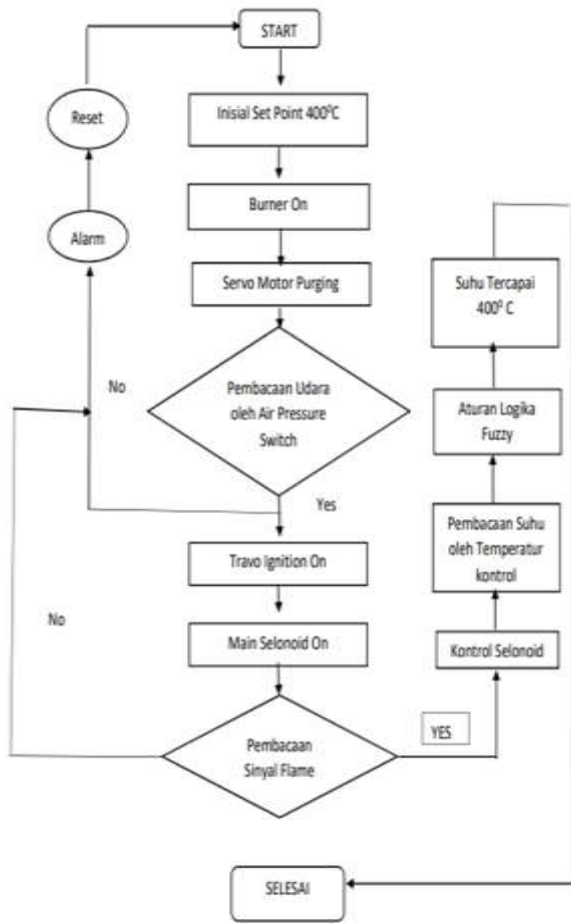 START
Reset
Inisial Set Point 400⁰C
Burner On
Alarm
Servo Motor Purging
Suhu Tercapai
400⁰ C
No
Pembacaan Udara
oleh Air Pressure
Switch
Aturan Logika
Fuzzy
Yes
Pembacaan Suhu
oleh Temperatur
kontrol
Travo Ignition On
No
Main Selonoid On
Kontrol Selonoid
YES
Pembacaan
Sinyal Flame
SELESAI